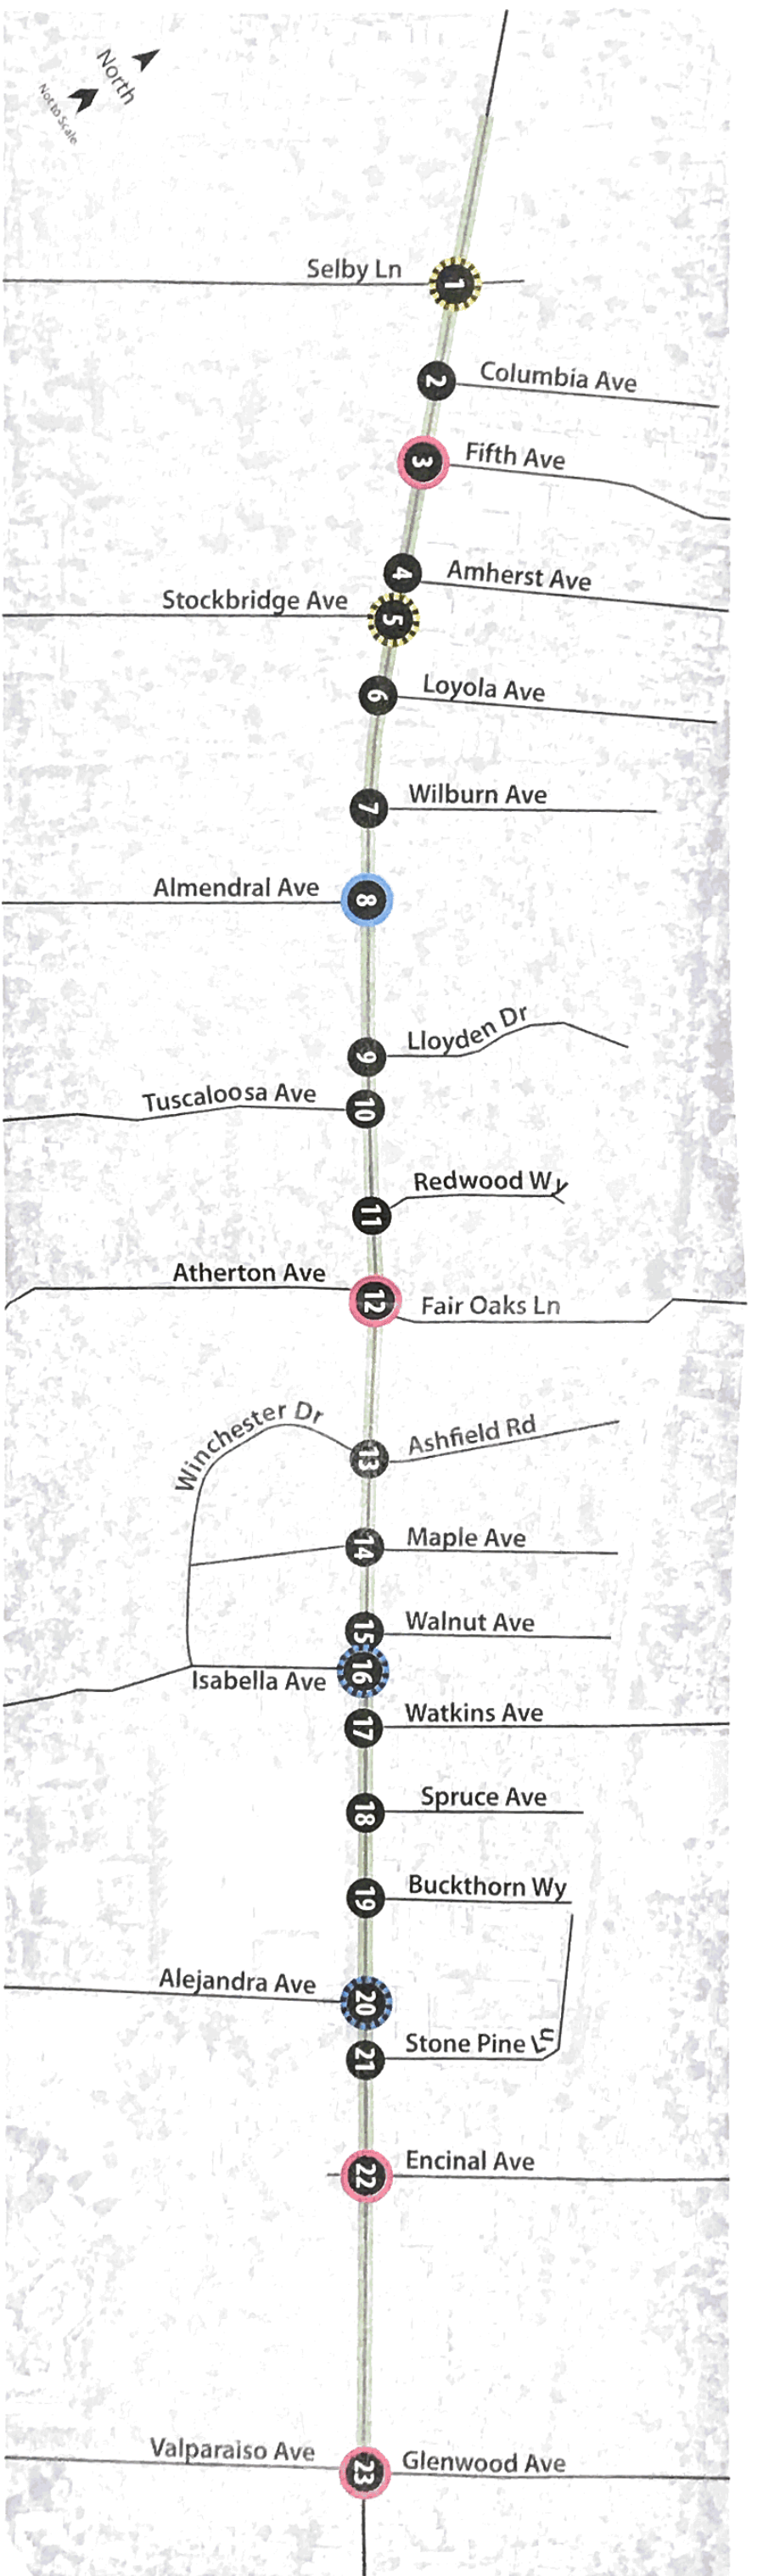 North
Not to Scale
Selby Ln
1
2
Columbia Ave
3
Fifth Ave
4
Amherst Ave
Stockbridge Ave
5
6
Loyola Ave
7
Wilburn Ave
Almendral Ave
8
9
Lloyden Dr
Tuscaloosa Ave
10
Redwood Wy
11
Atherton Ave
12
Fair Oaks Ln
Winchester Dr
13
Ashfield Rd
14
Maple Ave
15
Walnut Ave
Isabella Ave
16
17
Watkins Ave
18
Spruce Ave
19
Buckthorn Wy
Alejandra Ave
20
21
Stone Pine Ln
22
Encinal Ave
Valparaiso Ave
23
Glenwood Ave